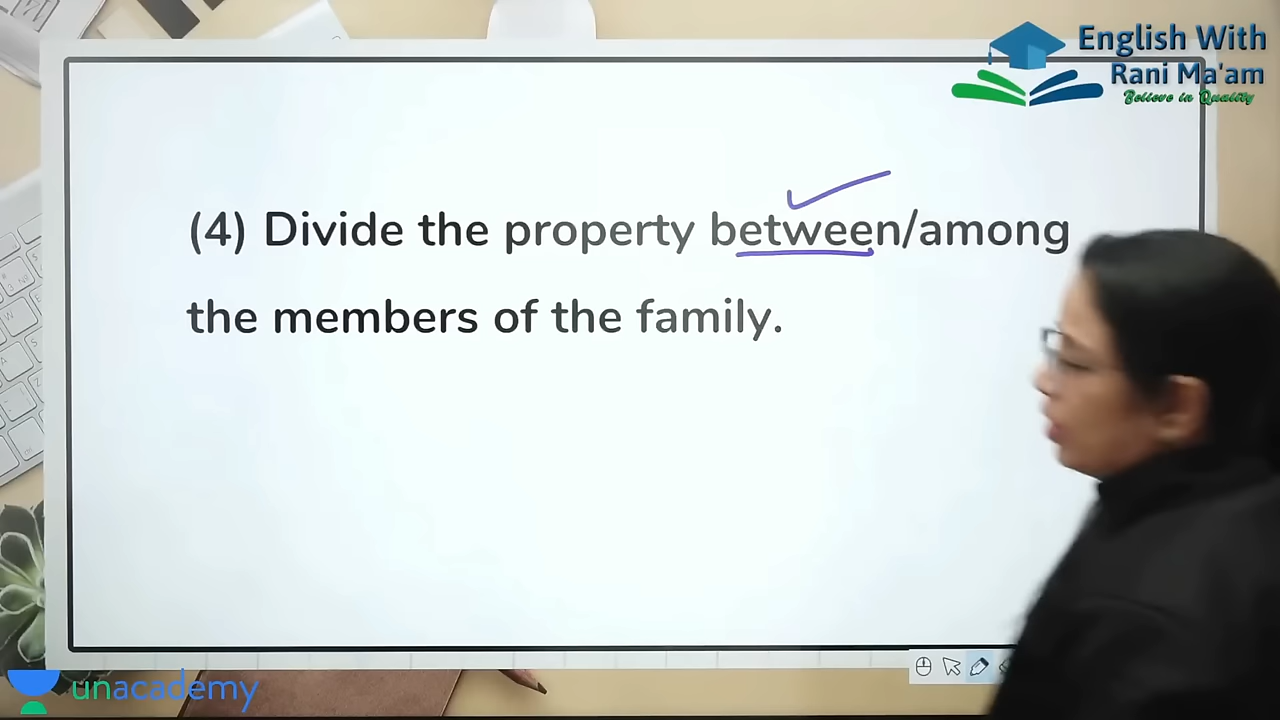 English With
Rani Ma'am
Believe in Quality
(4) Divide the property between/among
the members of the family.
unacademy